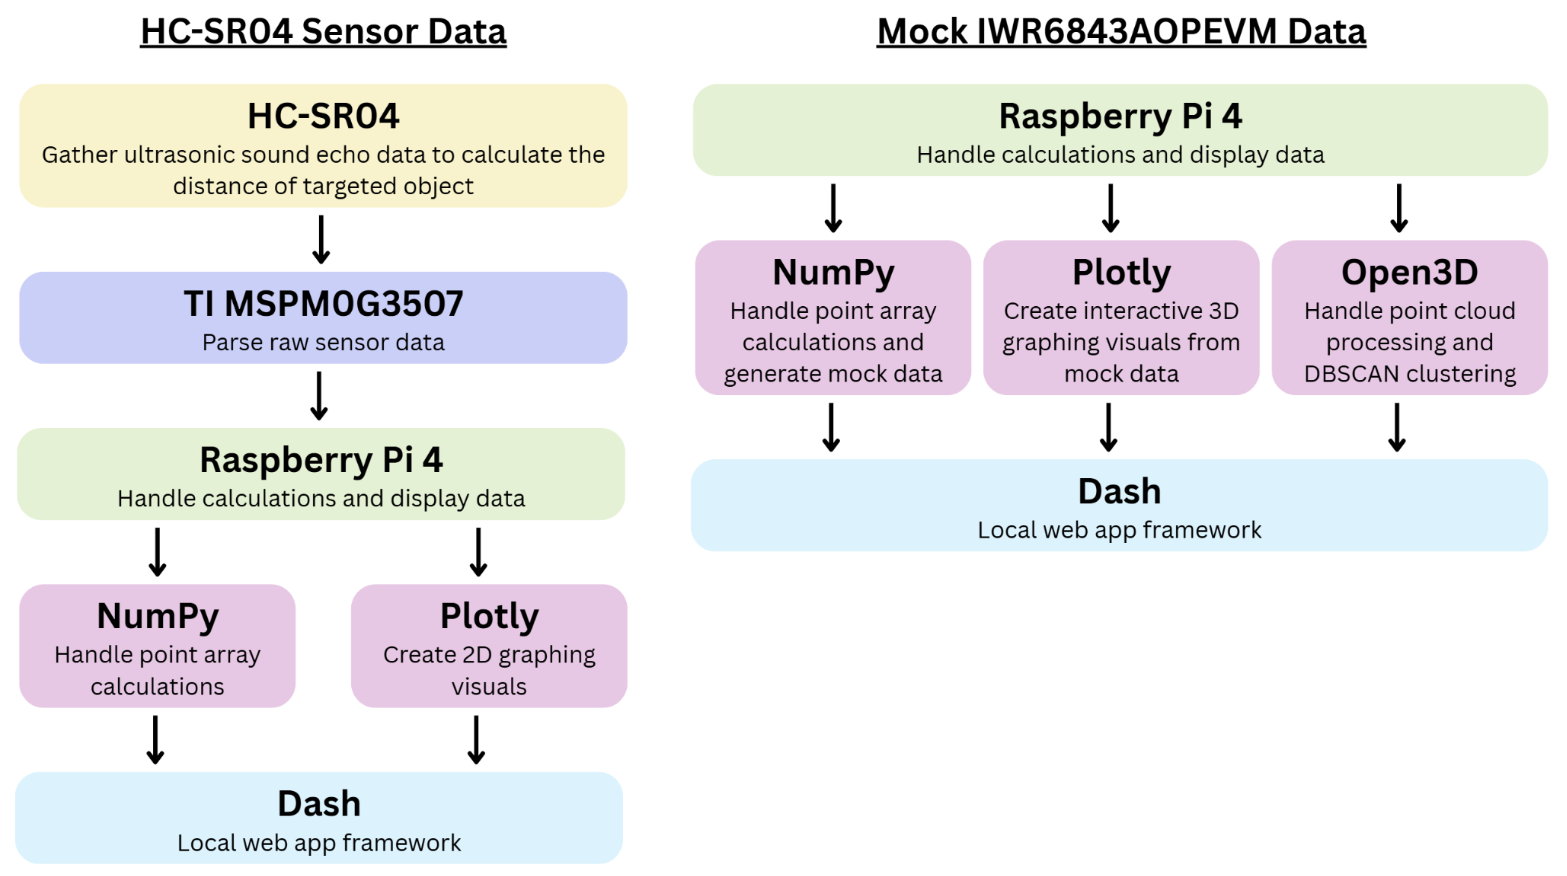 HC-SR04 Sensor Data
HC-SR04
Gather ultrasonic sound echo data to calculate the
distance of targeted object
TI MSPM0G3507
Parse raw sensor data
Raspberry Pi 4
Handle calculations and display data
NumPy
Handle point array
calculations
Plotly
Create 2D graphing
visuals
Dash
Local web app framework
Mock IWR6843AOPEVM Data
Raspberry Pi 4
Handle calculations and display data
NumPy
Handle point array
calculations and
generate mock data
Plotly
Create interactive 3D
graphing visuals from
mock data
Open3D
Handle point cloud
processing and
DBSCAN clustering
Dash
Local web app framework